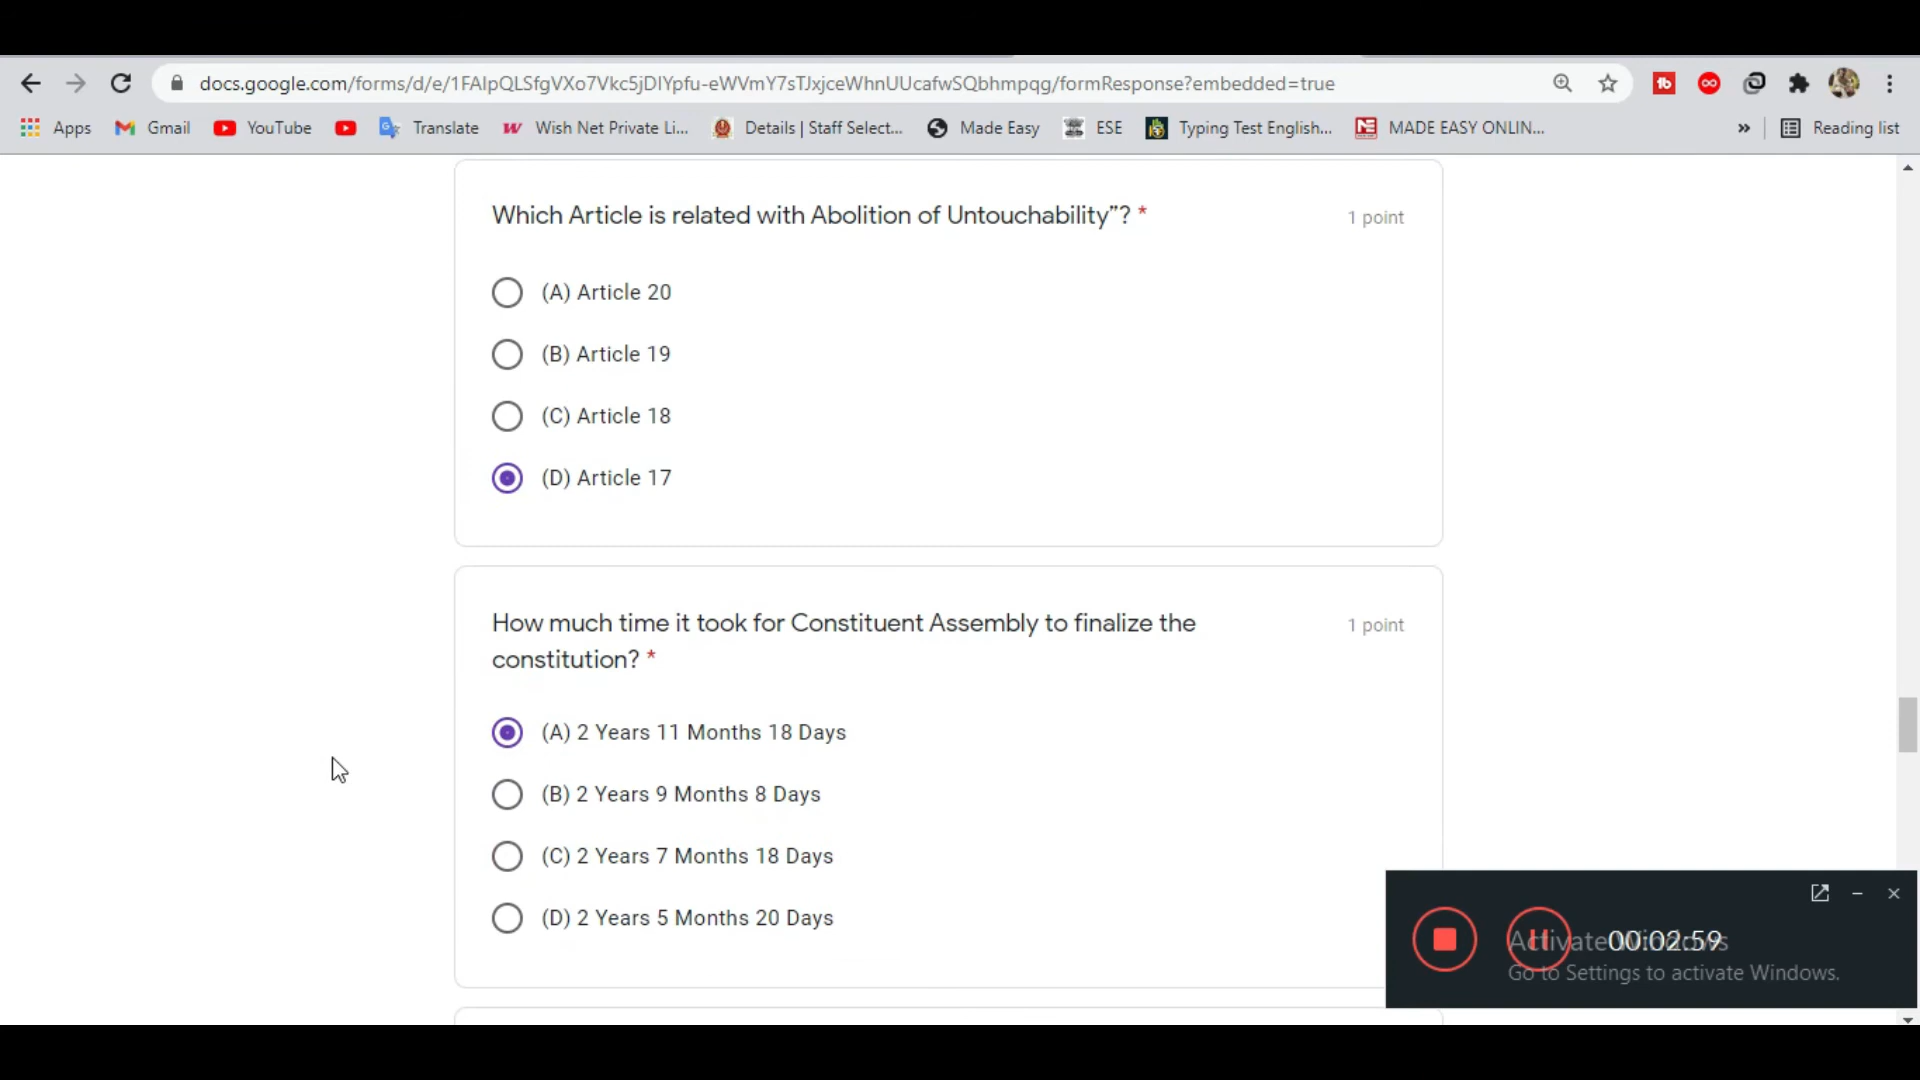 docs.google.com/forms/d/e/1FAIpQLSfgVXo7Vkc5jDIYpfu-eWVmY7sTJxjceWhnUUcafwSQbhmpqg/formResponse?embedded=true
Apps Gmail YouTube Translate Wish Net Private Li... Details | Staff Select... Made Easy ESE Typing Test English... MADE EASY ONLIN... » Reading list
Which Article is related with Abolition of Untouchability”? * 1 point
(A) Article 20
(B) Article 19
(C) Article 18
(D) Article 17
How much time it took for Constituent Assembly to finalize the 1 point
constitution? *
(A) 2 Years 11 Months 18 Days
(B) 2 Years 9 Months 8 Days
(C) 2 Years 7 Months 18 Days
(D) 2 Years 5 Months 20 Days
Activate Windows 00:02:59
Go to Settings to activate Windows.